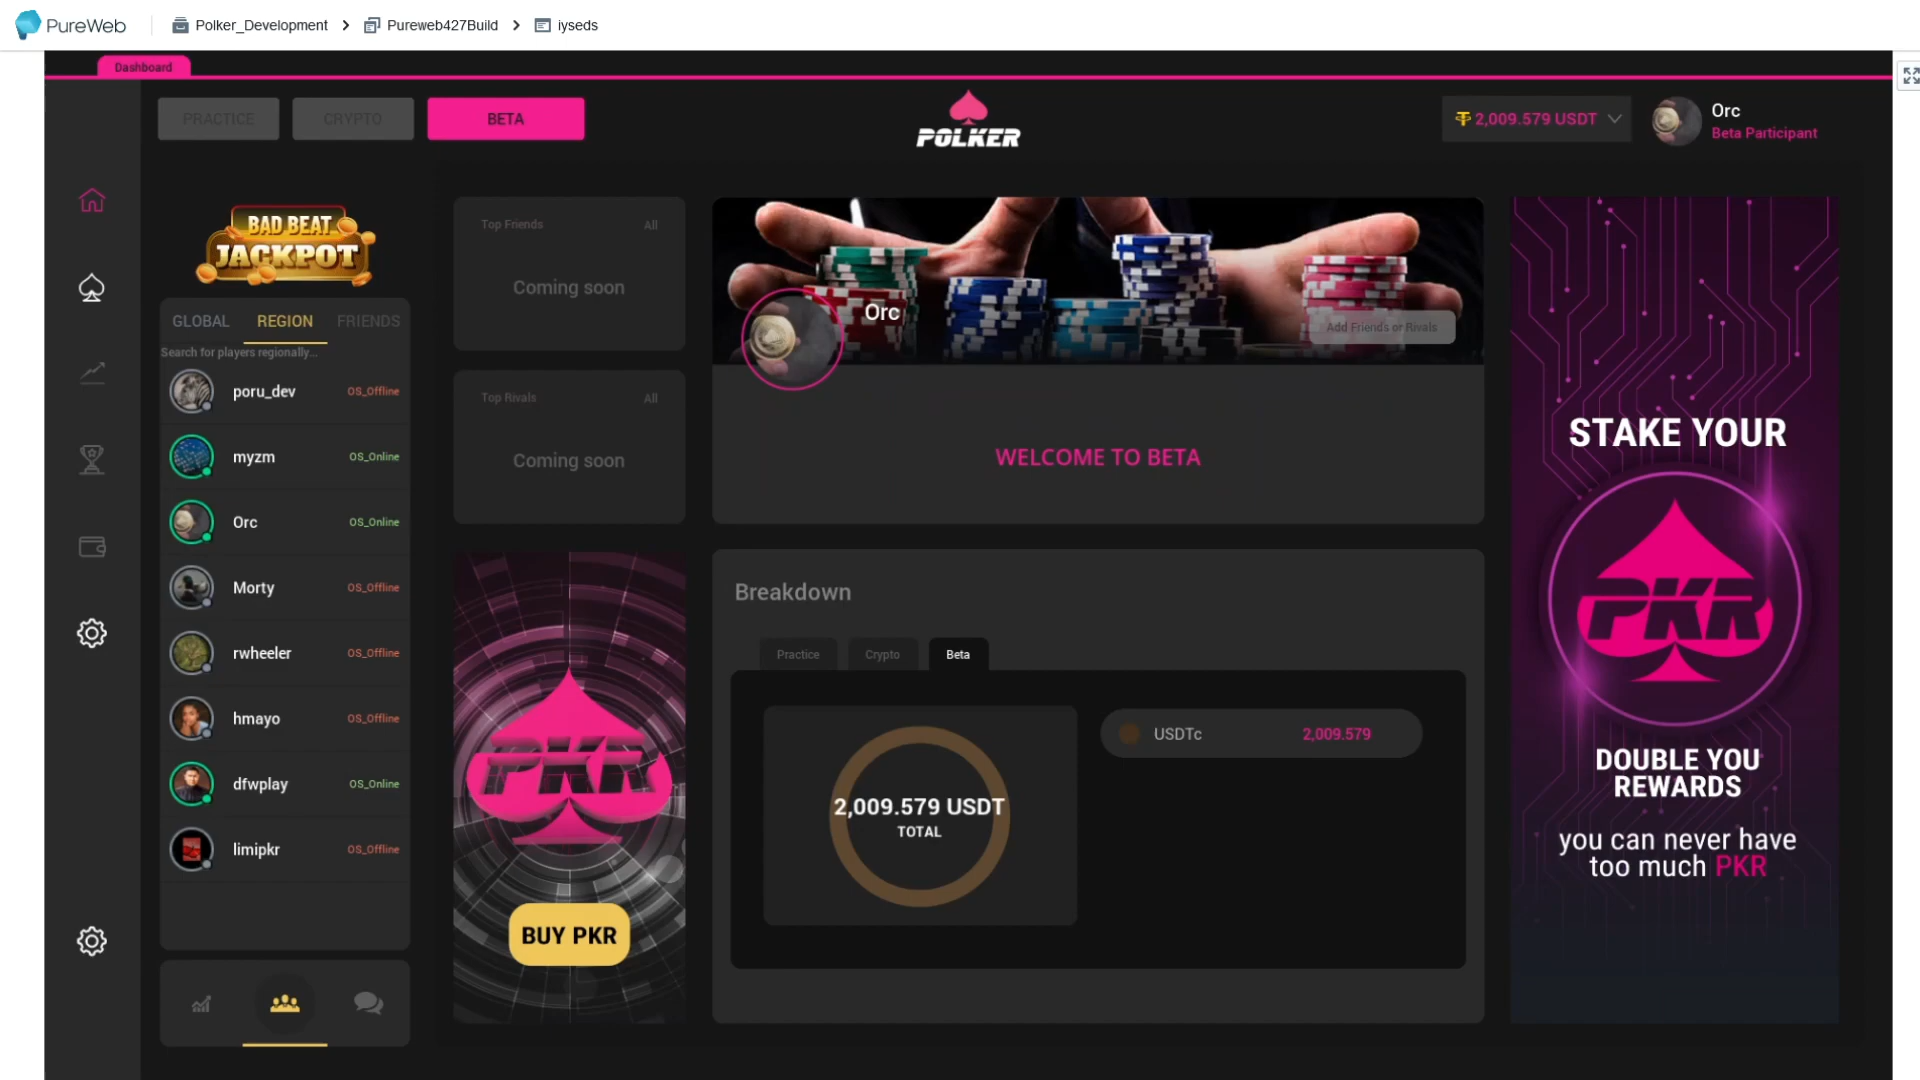 PureWeb
Polker_Development
Pureweb427Build
iyseds
Dashboard
PRACTICE
CRYPTO
BETA
POLKER
2,009.579 USDT
Orc
Beta Participant
BAD BEAT
JACKPOT
GLOBAL
REGION
FRIENDS
Search for players regionally...
poru_dev
OS_Offline
myzm
OS_Online
Orc
OS_Online
Morty
OS_Offline
rwheeler
OS_Offline
hmayo
OS_Offline
dfwplay
OS_Online
limipkr
OS_Offline
Top Friends
All
Coming soon
Top Rivals
All
Coming soon
PKR
BUY PKR
Orc
Add Friends or Rivals
WELCOME TO BETA
Breakdown
Practice
Crypto
Beta
2,009.579 USDT
TOTAL
USDTc
2,009.579
STAKE YOUR
PKR
DOUBLE YOU
REWARDS
you can never have
too much PKR